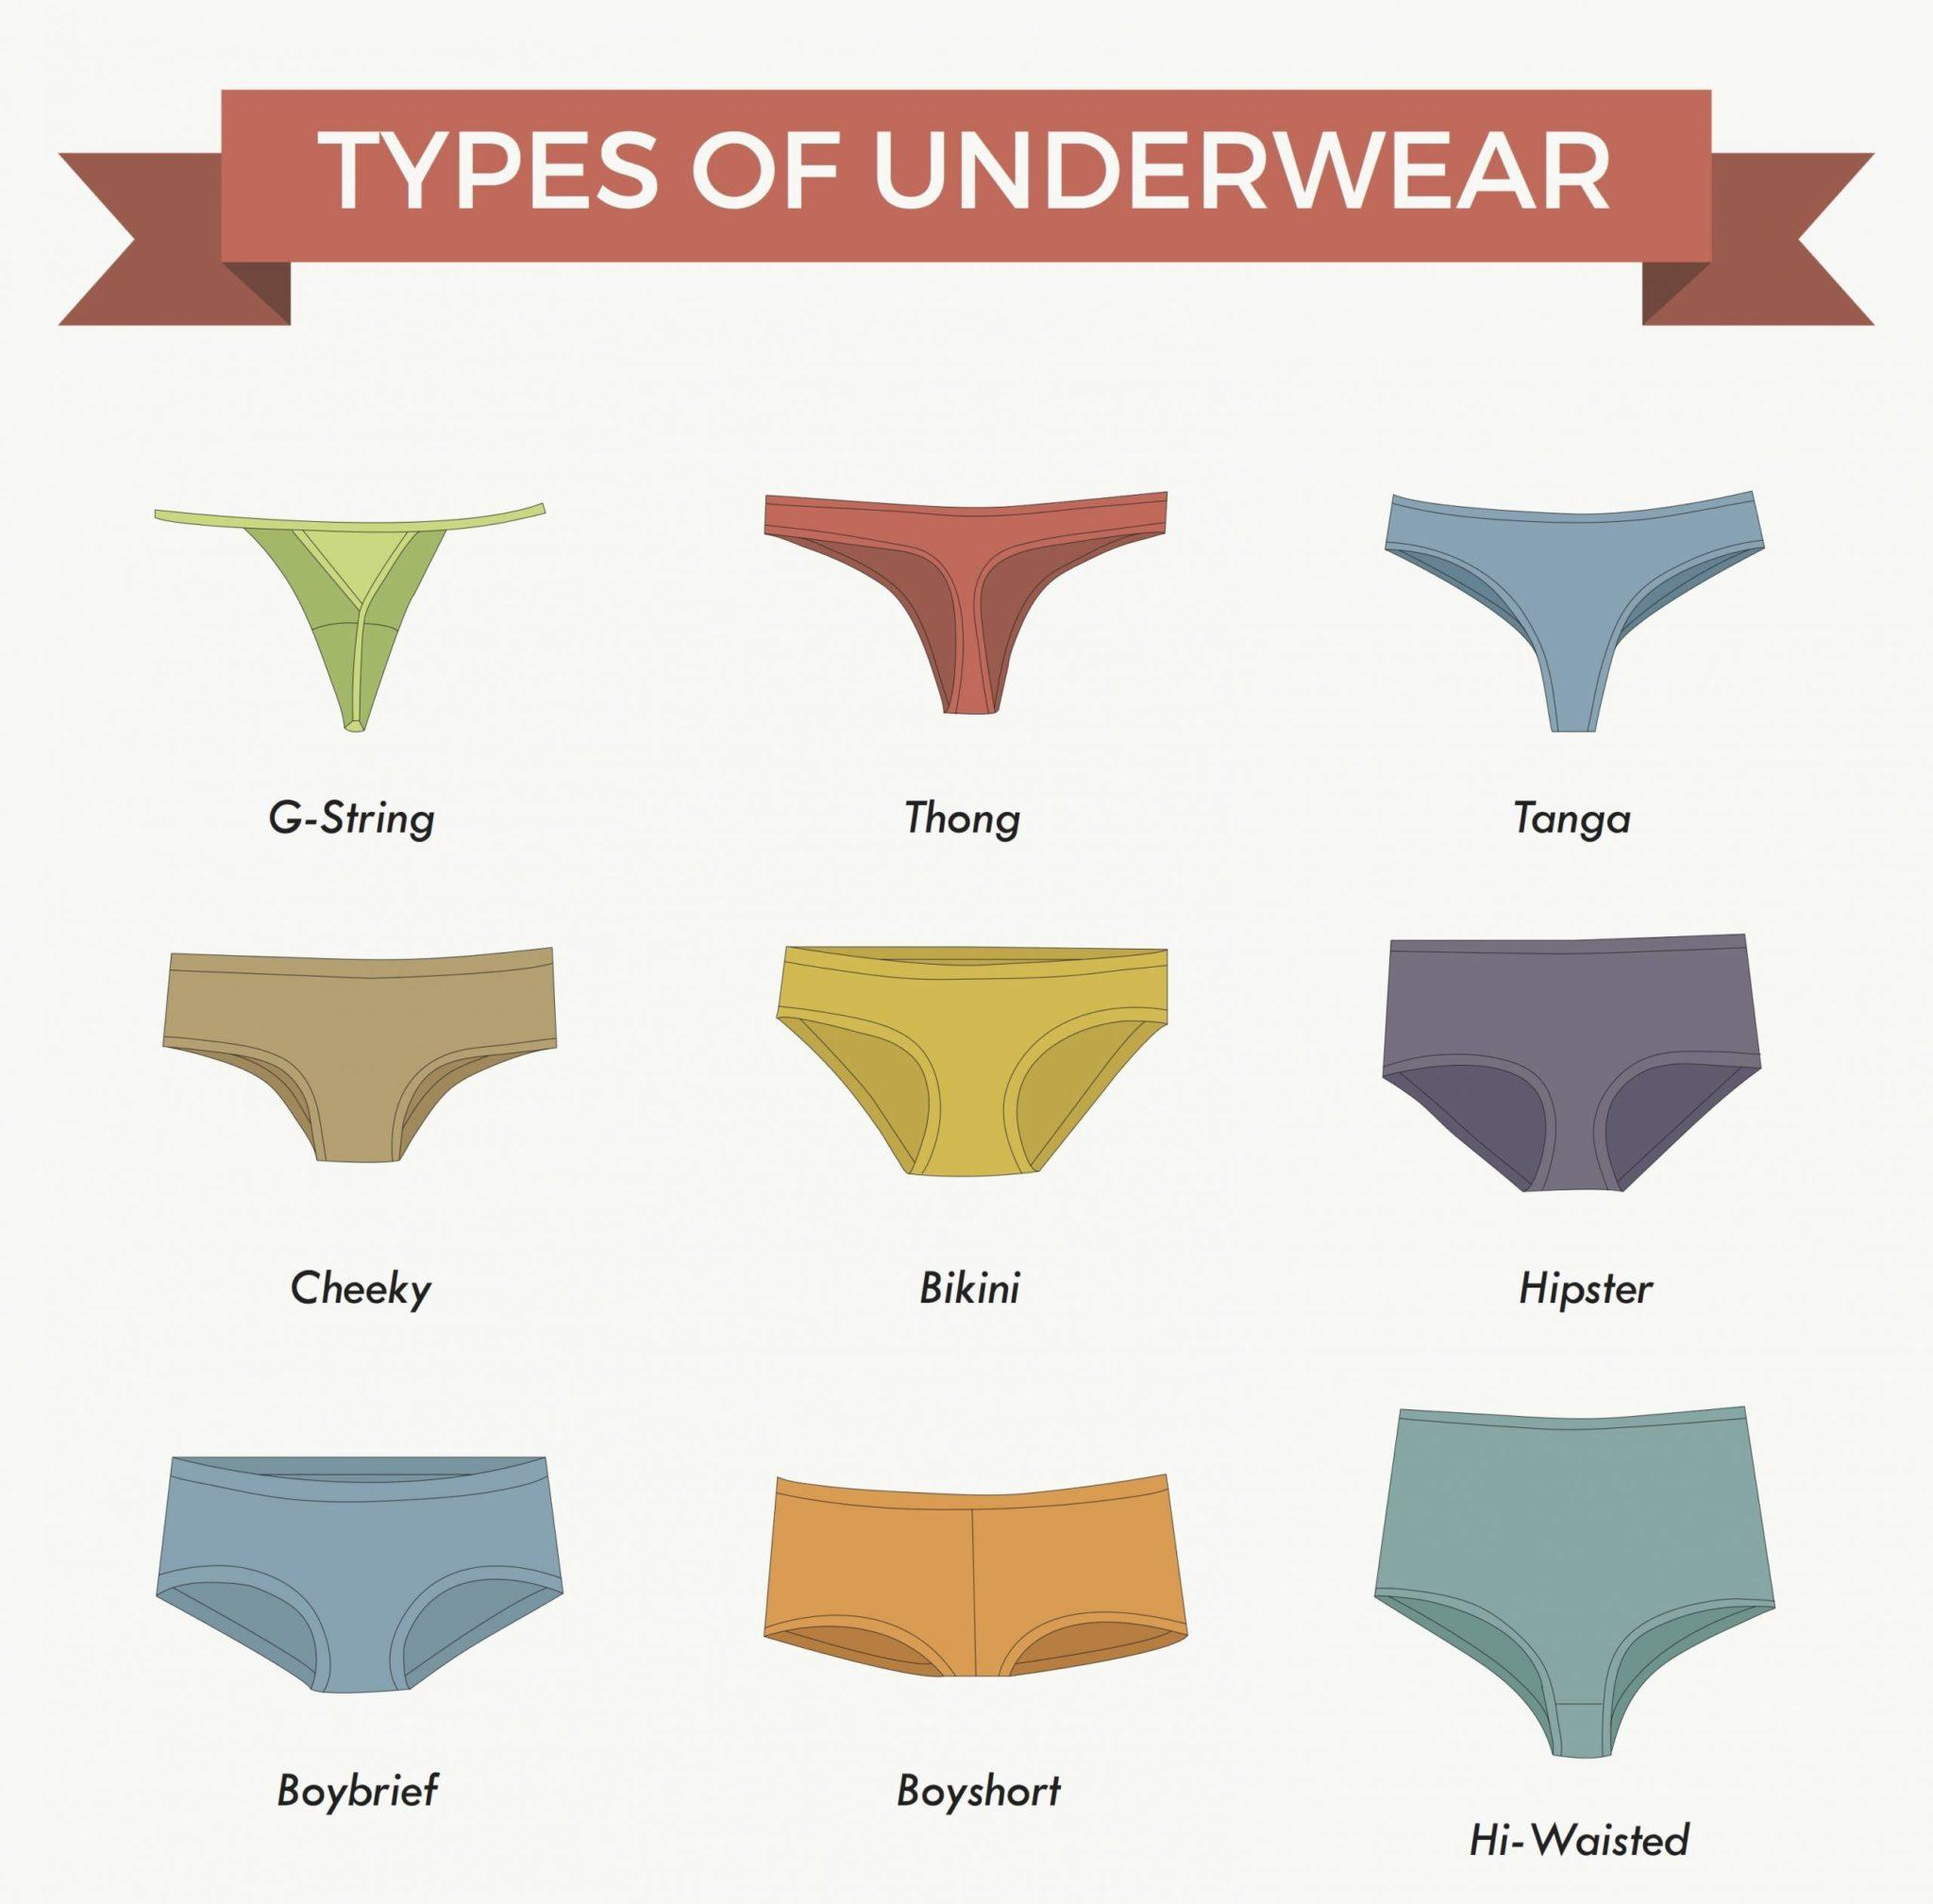 TYPES OF UNDERWEAR
G-String
Thong
Tanga
Cheeky
Bikini
Hipster
Boybrief
Boyshort
Hi-Waisted